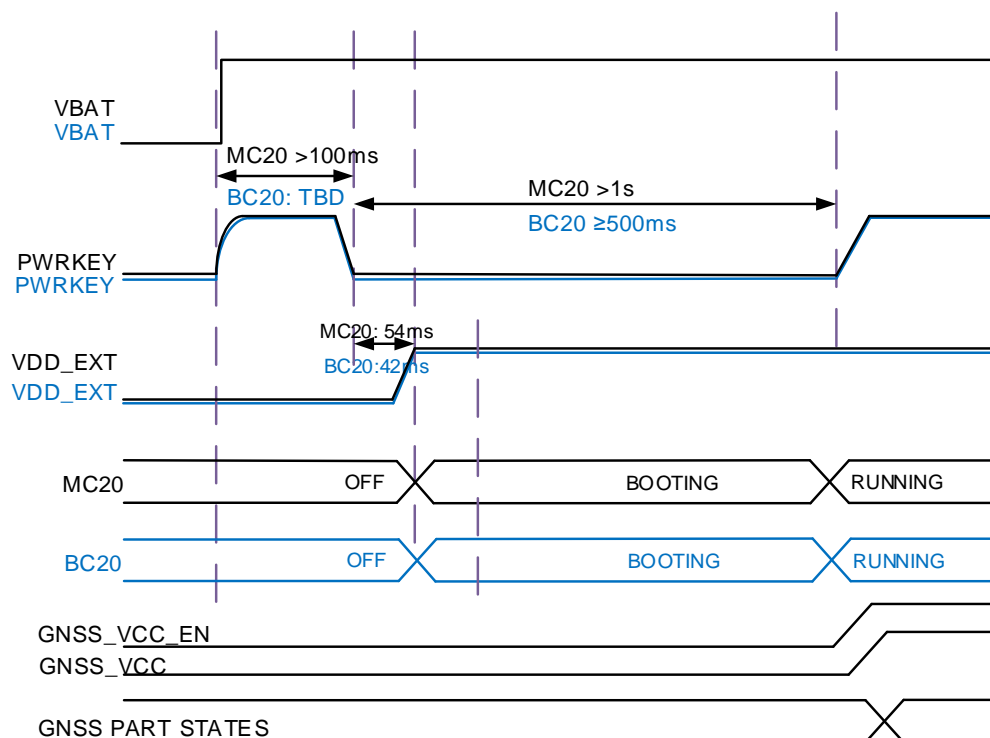 VBAT
VBAT
MC20 >100ms
BC20: TBD
MC20 >1s
BC20 ≥500ms
PWRKEY
PWRKEY
MC20: 54ms
BC20:42ms
VDD_EXT
VDD_EXT
MC20
OFF
BOOTING
RUNNING
BC20
OFF
BOOTING
RUNNING
GNSS_VCC_EN
GNSS_VCC
GNSS PART STATES